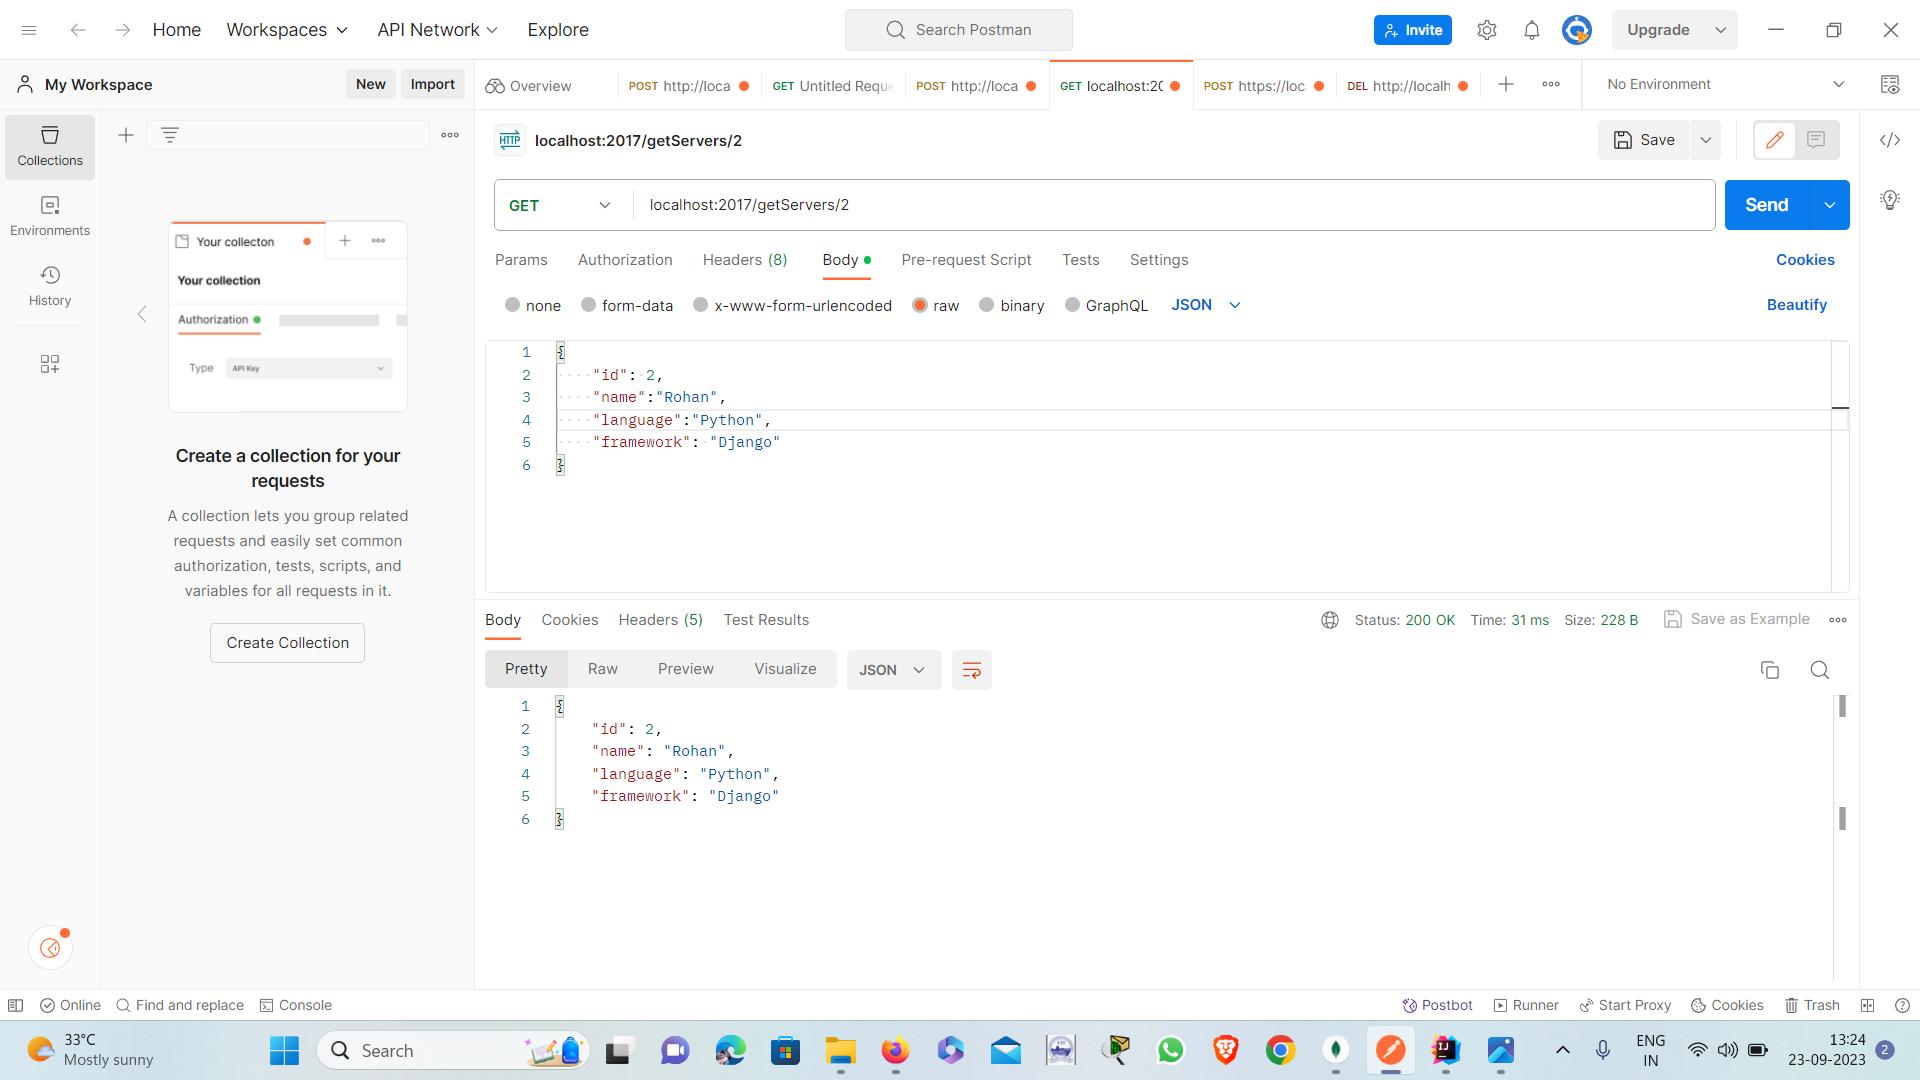 Home Workspaces API Network Explore Search Postman Invite Upgrade
My Workspace New Import Overview POST http://loca GET Untitled Reque POST http://loca GET localhost:20 POST https://loc DEL http://localh No Environment
Collections
Environments
History
Your collecton
Your collection
Authorization
Type API Key
Create a collection for your
requests
A collection lets you group related
requests and easily set common
authorization, tests, scripts, and
variables for all requests in it.
Create Collection
HTTP localhost:2017/getServers/2 Save
GET localhost:2017/getServers/2 Send
Params Authorization Headers (8) Body Pre-request Script Tests Settings Cookies
none form-data x-www-form-urlencoded raw binary GraphQL JSON Beautify
1 {
2 "id": 2,
3 "name":"Rohan",
4 "language":"Python",
5 "framework": "Django"
6 }
Body Cookies Headers (5) Test Results Status: 200 OK Time: 31 ms Size: 228 B Save as Example
Pretty Raw Preview Visualize JSON
1 {
2 "id": 2,
3 "name": "Rohan",
4 "language": "Python",
5 "framework": "Django"
6 }
Online Find and replace Console Postbot Runner Start Proxy Cookies Trash
33°C
Mostly sunny
Search
IJ
ENG
IN
13:24
23-09-2023
2